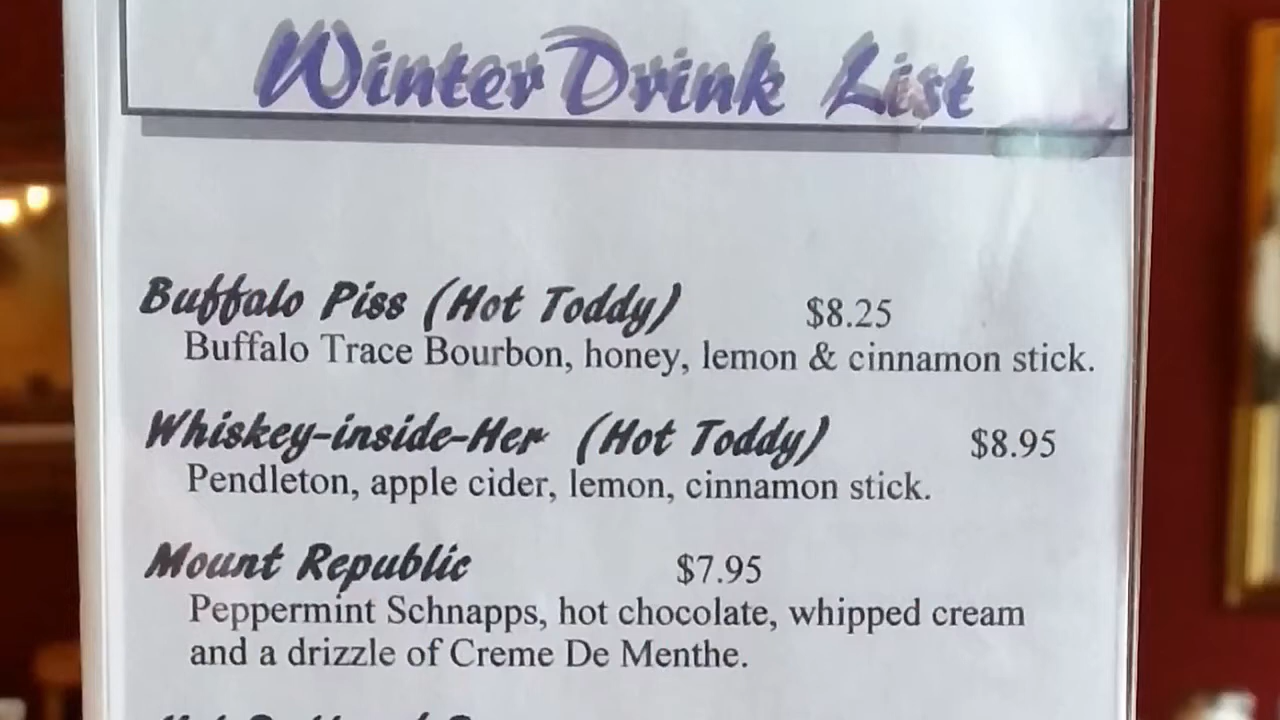 Winter Drink List
Buffalo Piss (Hot Toddy) $8.25
Buffalo Trace Bourbon, honey, lemon & cinnamon stick.
Whiskey-inside-Her (Hot Toddy) $8.95
Pendleton, apple cider, lemon, cinnamon stick.
Mount Republic $7.95
Peppermint Schnapps, hot chocolate, whipped cream
and a drizzle of Creme De Menthe.